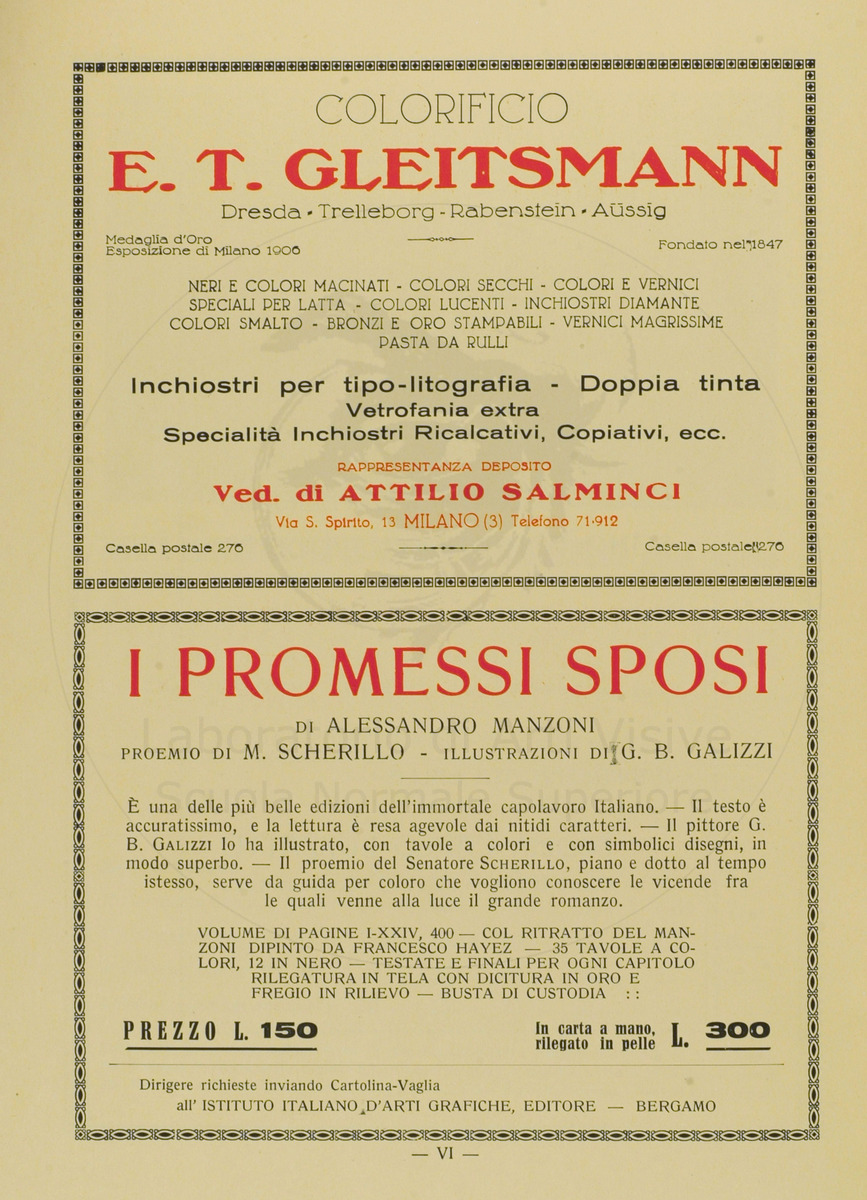 COLORIFICIO
E. T. GLEITSMANN
Dresda - Trelleborg - Rabenstein - Aüssig
Medaglia d'Oro
Esposizione di Milano 1906
Fondato nel 1847
NERI E COLORI MACINATI - COLORI SECCHI - COLORI E VERNICI
SPECIALI PER LATTA - COLORI LUCENTI - INCHIOSTRI DIAMANTE
COLORI SMALTO - BRONZI E ORO STAMPABILI - VERNICI MAGRISSIME
PASTA DA RULLI
Inchiostri per tipo-litografia - Doppia tinta
Vetrofania extra
Specialità Inchiostri Ricalcativi, Copiativi, ecc.
RAPPRESENTANZA DEPOSITO
Ved. di ATTILIO SALMINCI
Via S. Spirito, 13 MILANO (3) Telefono 71-912
Casella postale 276
Casella postale 276
I PROMESSI SPOSI
DI ALESSANDRO MANZONI
PROEMIO DI M. SCHERILLO - ILLUSTRAZIONI DI G. B. GALIZZI
È una delle più belle edizioni dell'immortale capolavoro Italiano. — Il testo è
accuratissimo, e la lettura è resa agevole dai nitidi caratteri. — Il pittore G.
B. GALIZZI lo ha illustrato, con tavole a colori e con simbolici disegni, in
modo superbo. — Il proemio del Senatore SCHERILLO, piano e dotto al tempo
istesso, serve da guida per coloro che vogliono conoscere le vicende fra
le quali venne alla luce il grande romanzo.
VOLUME DI PAGINE I-XXIV, 400 — COL RITRATTO DEL MAN-
ZONI DIPINTO DA FRANCESCO HAYEZ — 35 TAVOLE A CO-
LORI, 12 IN NERO — TESTATE E FINALI PER OGNI CAPITOLO
RILEGATURA IN TELA CON DICITURA IN ORO E
FREGIO IN RILIEVO — BUSTA DI CUSTODIA : :
PREZZO L. 150
In carta a mano,
rilegato in pelle L. 300
Dirigere richieste inviando Cartolina-Vaglia
all' ISTITUTO ITALIANO D'ARTI GRAFICHE, EDITORE — BERGAMO
— VI —